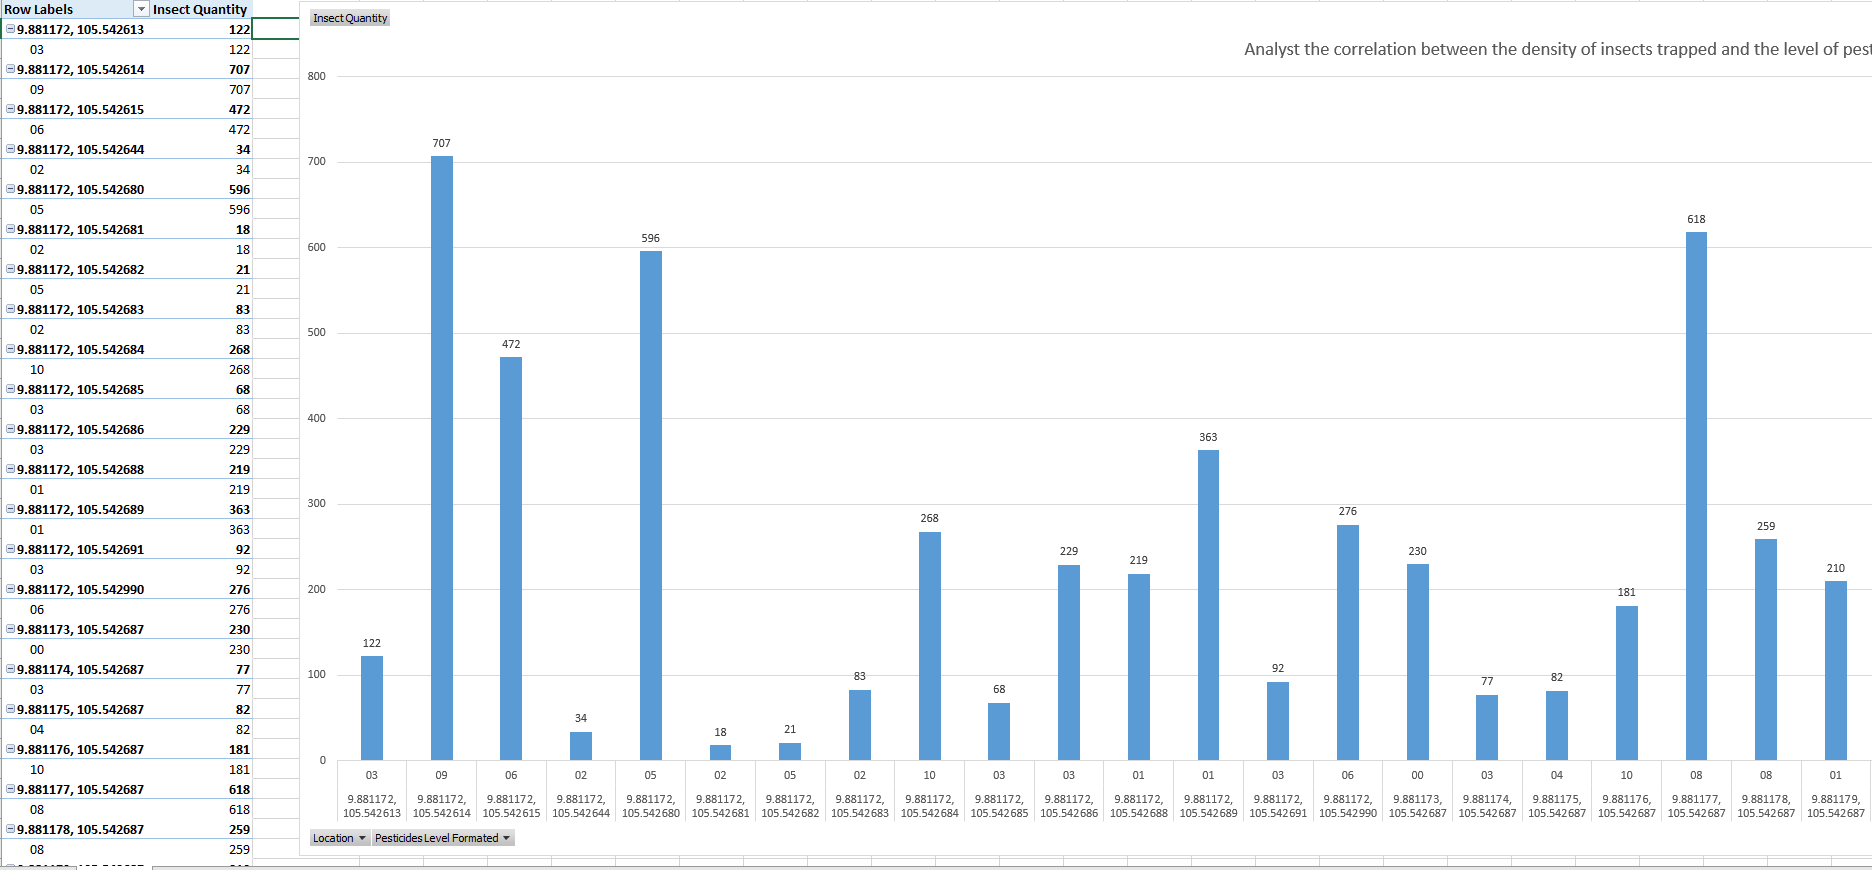 Row Labels Insect Quantity
9.881172, 105.542613 122
03 122
9.881172, 105.542614 707
09 707
9.881172, 105.542615 472
06 472
9.881172, 105.542644 34
02 34
9.881172, 105.542680 596
05 596
9.881172, 105.542681 18
02 18
9.881172, 105.542682 21
05 21
9.881172, 105.542683 83
02 83
9.881172, 105.542684 268
10 268
9.881172, 105.542685 68
03 68
9.881172, 105.542686 229
03 229
9.881172, 105.542688 219
01 219
9.881172, 105.542689 363
01 363
9.881172, 105.542691 92
03 92
9.881172, 105.542990 276
06 276
9.881173, 105.542687 230
00 230
9.881174, 105.542687 77
03 77
9.881175, 105.542687 82
04 82
9.881176, 105.542687 181
10 181
9.881177, 105.542687 618
08 618
9.881178, 105.542687 259
08 259
Insect Quantity
Analyst the correlation between the density of insects trapped and the level of pest
800
700
600
500
400
300
200
100
0
122 707 472 34 596 18 21 83 268 68 229 219 363 92 276 230 77 82 181 618 259 210
03 09 06 02 05 02 05 02 10 03 03 01 01 03 06 00 03 04 10 08 08 01
9.881172, 9.881172, 9.881172, 9.881172, 9.881172, 9.881172, 9.881172, 9.881172, 9.881172, 9.881172, 9.881172, 9.881172, 9.881172, 9.881172, 9.881172, 9.881173, 9.881174, 9.881175, 9.881176, 9.881177, 9.881178, 9.881179,
105.542613 105.542614 105.542615 105.542644 105.542680 105.542681 105.542682 105.542683 105.542684 105.542685 105.542686 105.542688 105.542689 105.542691 105.542990 105.542687 105.542687 105.542687 105.542687 105.542687 105.542687 105.542687
Location Pesticides Level Formated